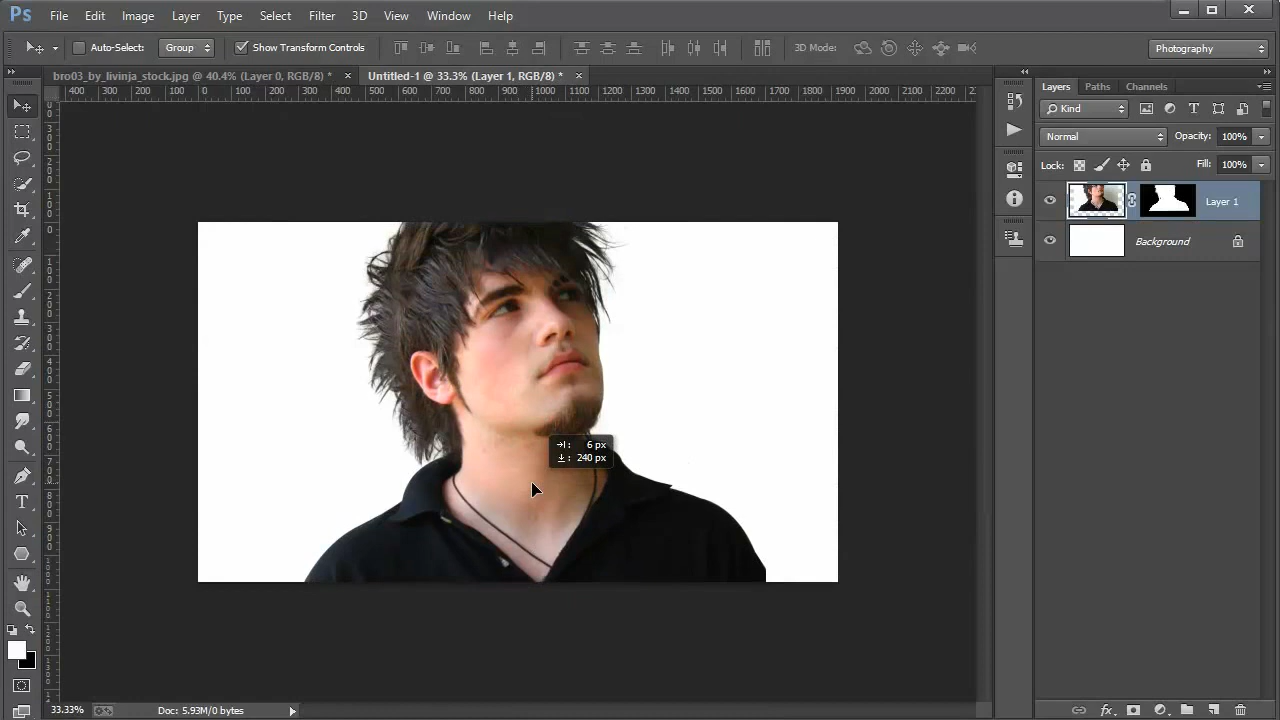 Ps File Edit Image Layer Type Select Filter 3D View Window Help
Auto-Select: Group Show Transform Controls 3D Mode: Photography
bro03_by_livinja_stock.jpg @ 40.4% (Layer 0, RGB/8) * × Untitled-1 @ 33.3% (Layer 1, RGB/8) * ×
400 300 200 100 0 100 200 300 400 500 600 700 800 900 1000 1100 1200 1300 1400 1500 1600 1700 1800 1900 2000 2100 2200
Layers Paths Channels
Kind
Normal Opacity: 100%
Lock: Fill: 100%
Layer 1
Background
6 px
240 px
33.33% Doc: 5.93M/0 bytes